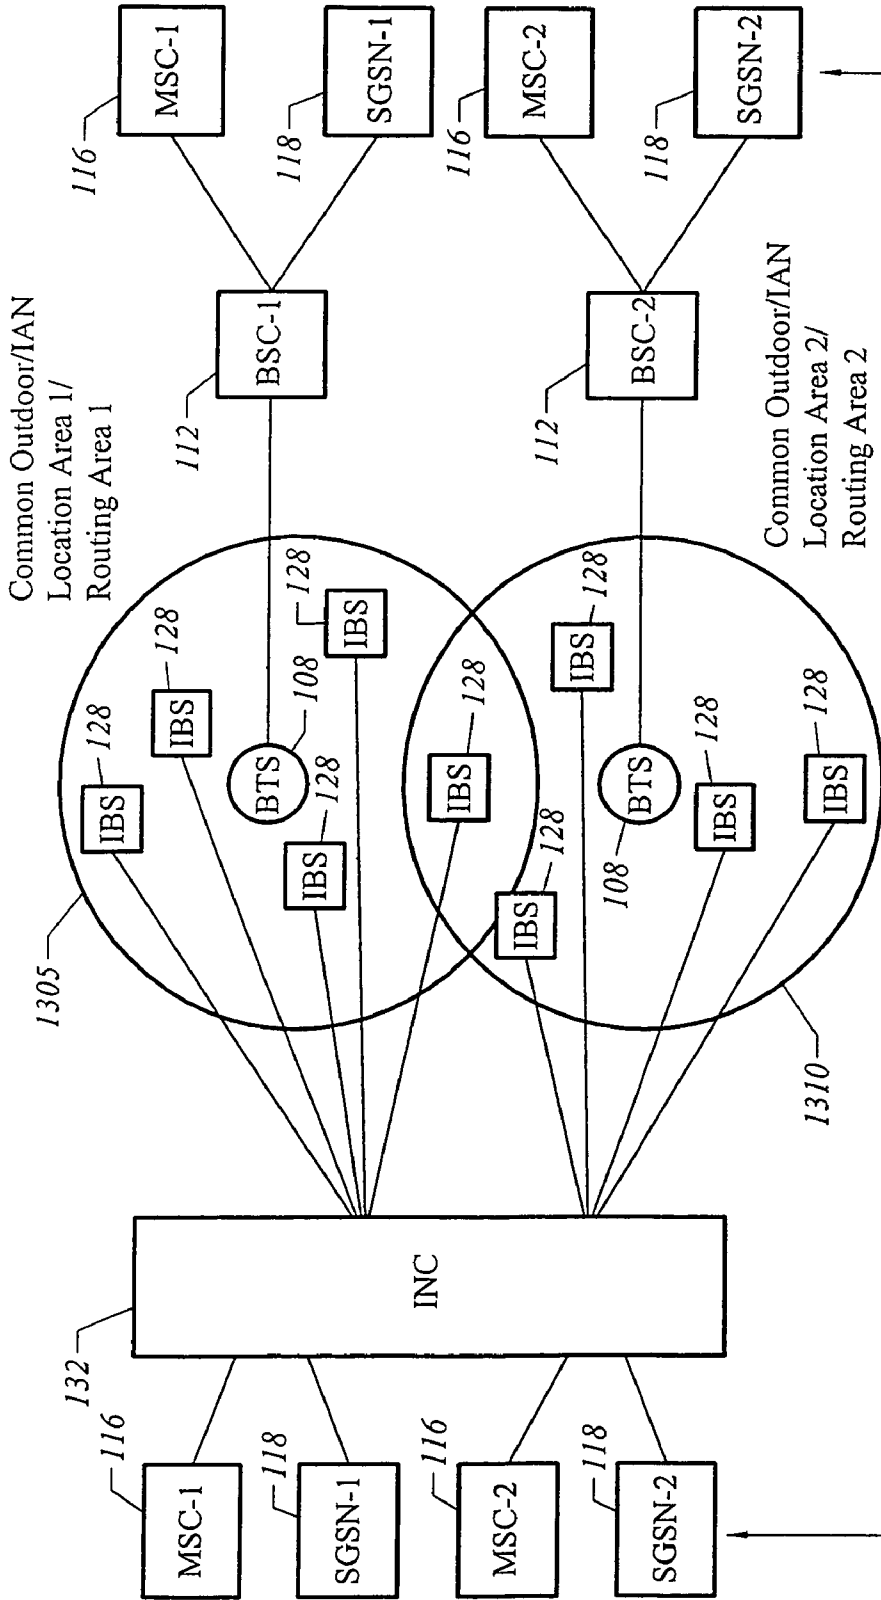 Common Outdoor/IAN
Location Area 1/
Routing Area 1
1305
132
116
MSC-1
118
SGSN-1
116
MSC-2
118
SGSN-2
INC
128
IBS
128
IBS
BTS
108
128
IBS
128
IBS
128
IBS
128
IBS
128
IBS
BTS
108
128
IBS
128
IBS
1310
112
BSC-1
112
BSC-2
116
MSC-1
118
SGSN-1
116
MSC-2
118
SGSN-2
Common Outdoor/IAN
Location Area 2/
Routing Area 2